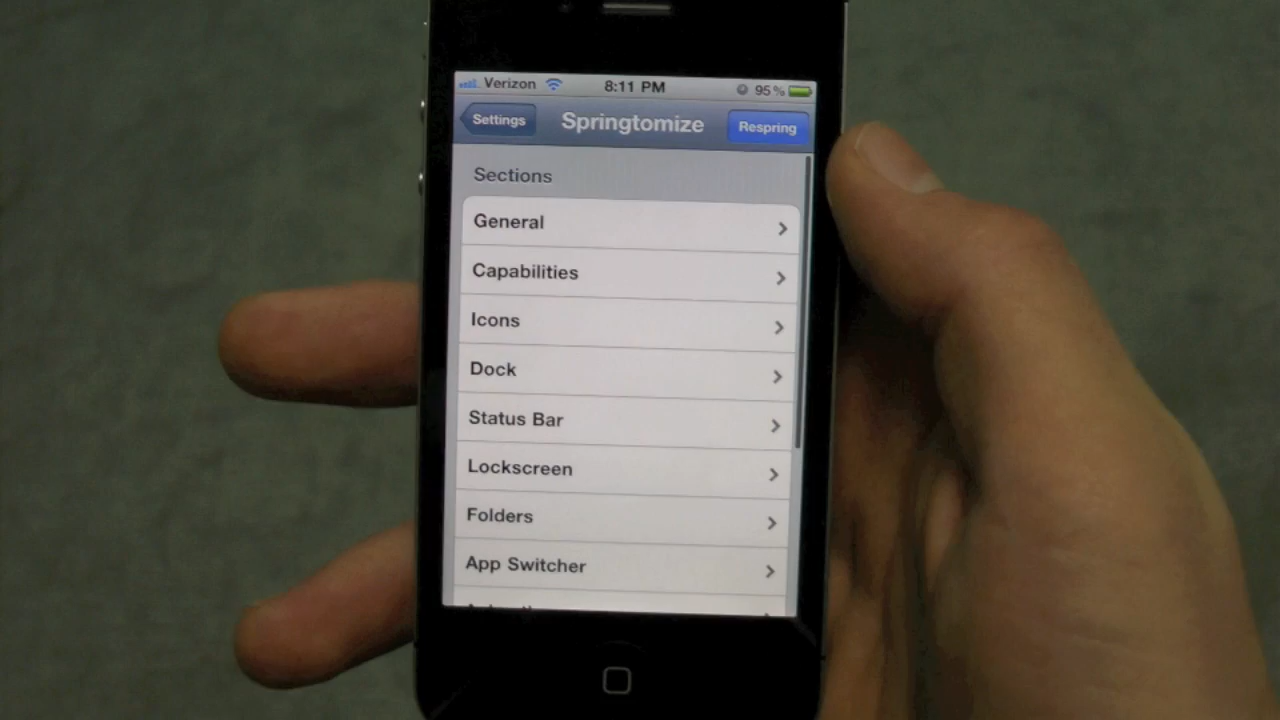 Verizon 8:11 PM 95%
Settings Springtomize Respring
Sections
General
Capabilities
Icons
Dock
Status Bar
Lockscreen
Folders
App Switcher